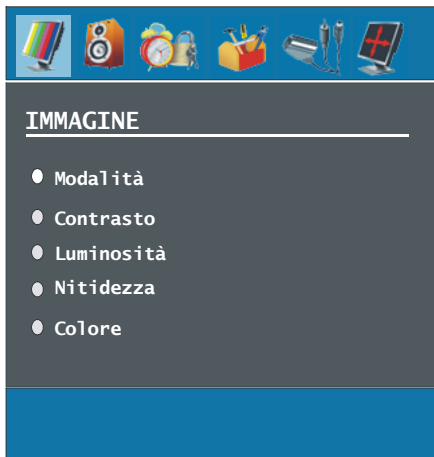 IMMAGINE
Modalità
Contrasto
Luminosità
Nitidezza
Colore